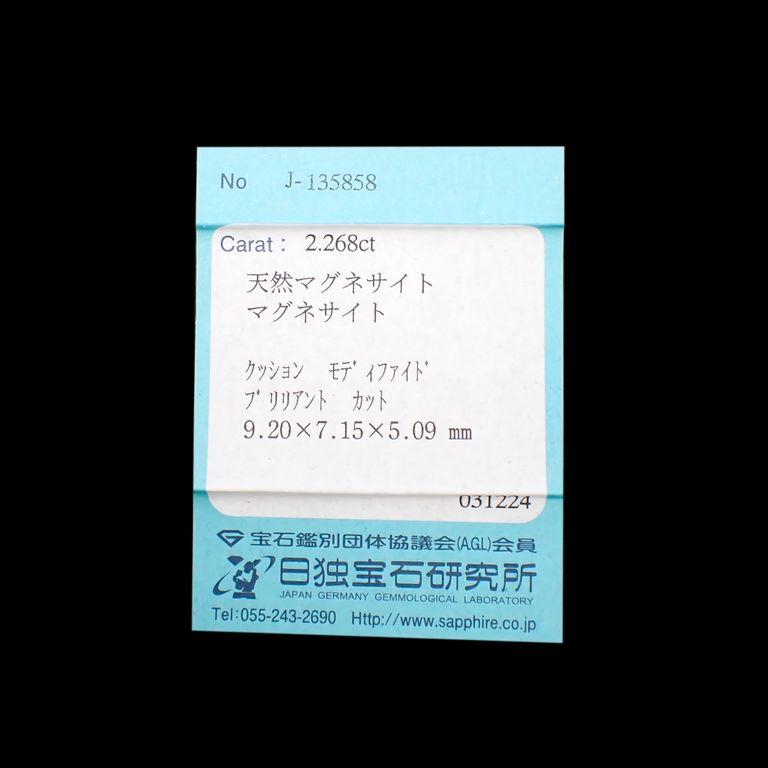 No J-135858
Carat : 2.268ct
天然マグネサイト
マグネサイト
ｸｯｼｮﾝ ﾓﾃﾞｨﾌｧｲﾄﾞ
ﾌﾞﾘﾘｱﾝﾄ ｶｯﾄ
9.20×7.15×5.09 mm
031224
宝石鑑別団体協議会(AGL)会員
日独宝石研究所
JAPAN GERMANY GEMMOLOGICAL LABORATORY
Tel:055-243-2690 Http://www.sapphire.co.jp